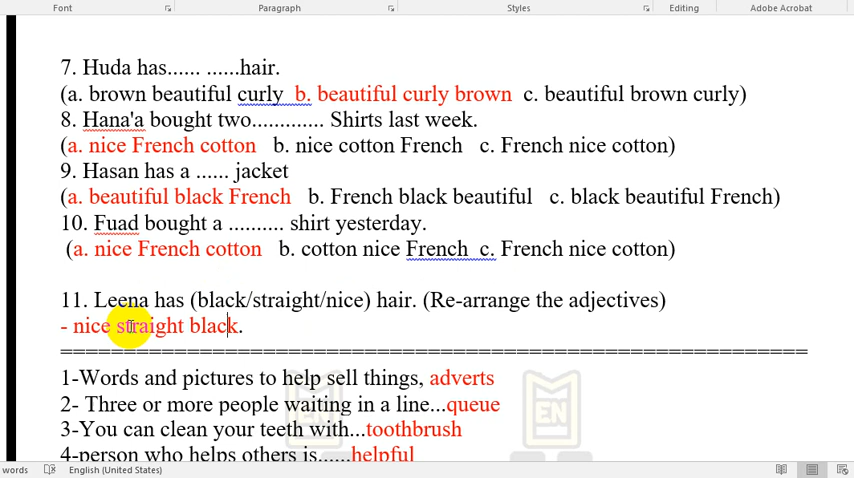 Font Paragraph Styles Editing Adobe Acrobat
7. Huda has...... ......hair.
(a. brown beautiful curly b. beautiful curly brown c. beautiful brown curly)
8. Hana'a bought two............ Shirts last week.
(a. nice French cotton b. nice cotton French c. French nice cotton)
9. Hasan has a ...... jacket
(a. beautiful black French b. French black beautiful c. black beautiful French)
10. Fuad bought a .......... shirt yesterday.
(a. nice French cotton b. cotton nice French c. French nice cotton)
11. Leena has (black/straight/nice) hair. (Re-arrange the adjectives)
- nice straight black.
==========================================================
1-Words and pictures to help sell things, adverts
2- Three or more people waiting in a line...queue
3-You can clean your teeth with...toothbrush
4-person who helps others is......helpful
EN EN
words English (United States)